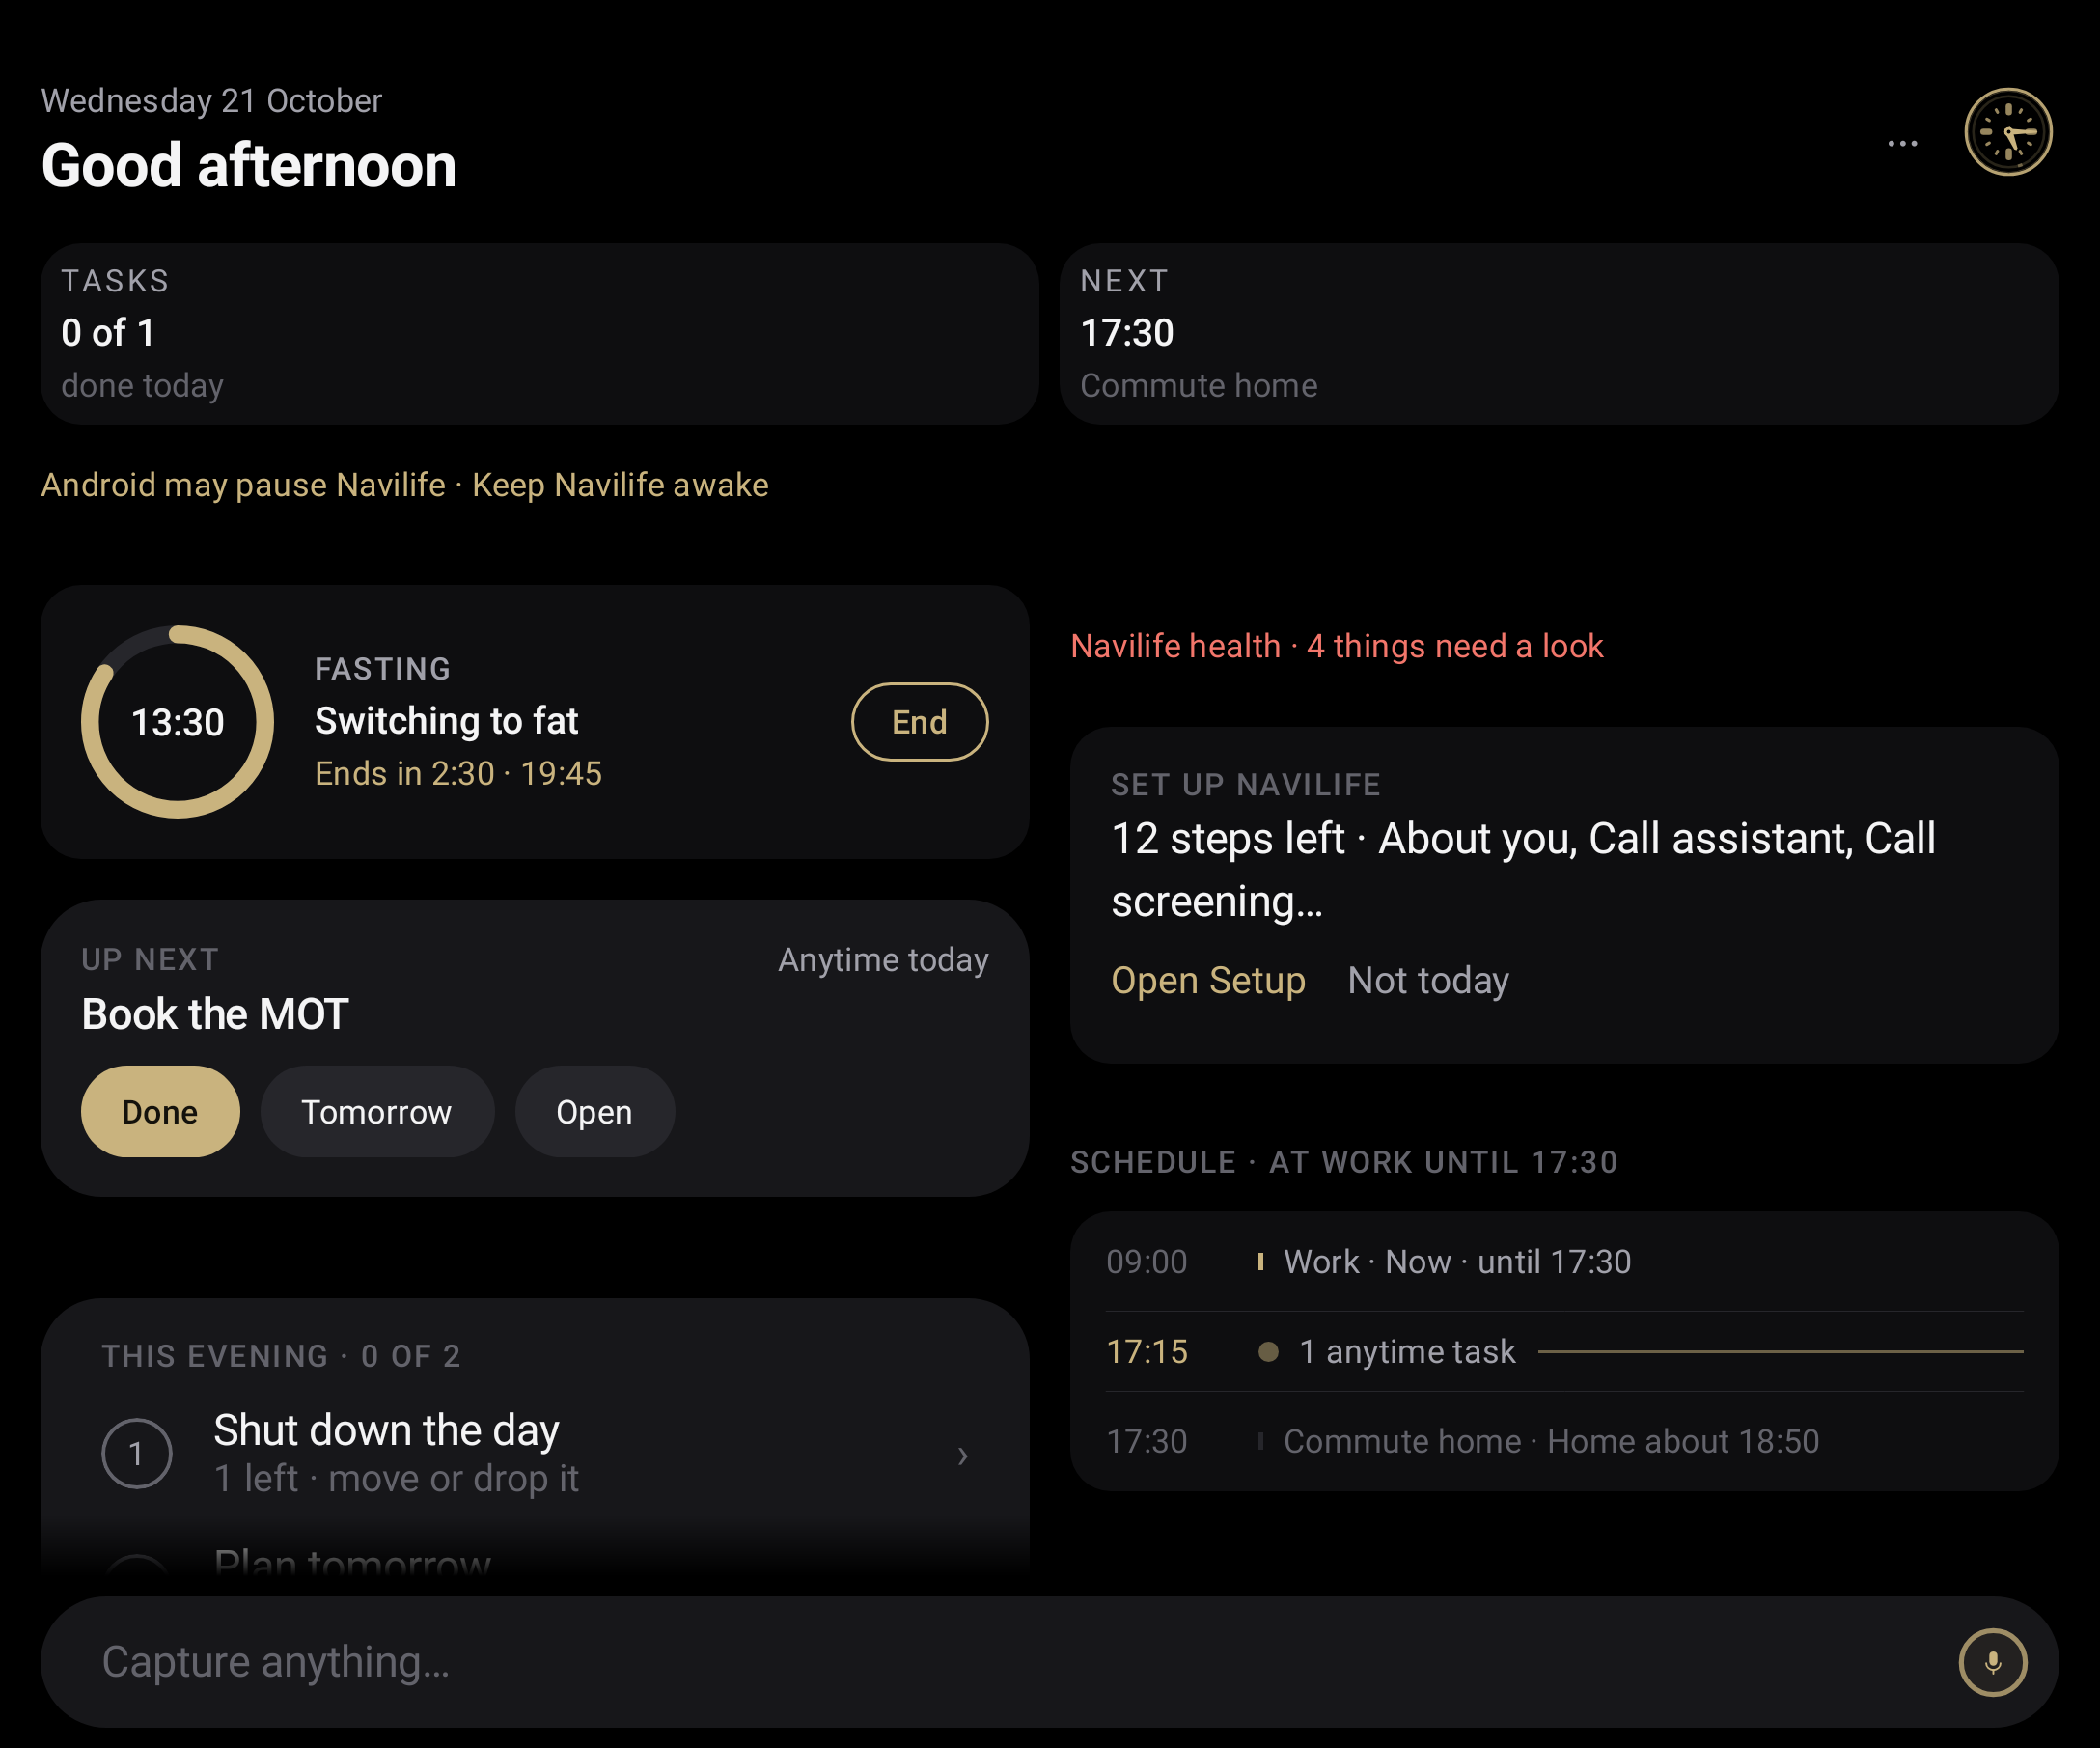 Wednesday 21 October
Good afternoon
...
TASKS
0 of 1
done today
NEXT
17:30
Commute home
Android may pause Navilife · Keep Navilife awake
13:30
FASTING
Switching to fat
Ends in 2:30 · 19:45
End
UP NEXT
Anytime today
Book the MOT
Done
Tomorrow
Open
THIS EVENING · 0 OF 2
1
Shut down the day
1 left · move or drop it
›
Plan tomorrow
Navilife health · 4 things need a look
SET UP NAVILIFE
12 steps left · About you, Call assistant, Call
screening…
Open Setup
Not today
SCHEDULE · AT WORK UNTIL 17:30
09:00 Work · Now · until 17:30
17:15 1 anytime task
17:30 Commute home · Home about 18:50
Capture anything…